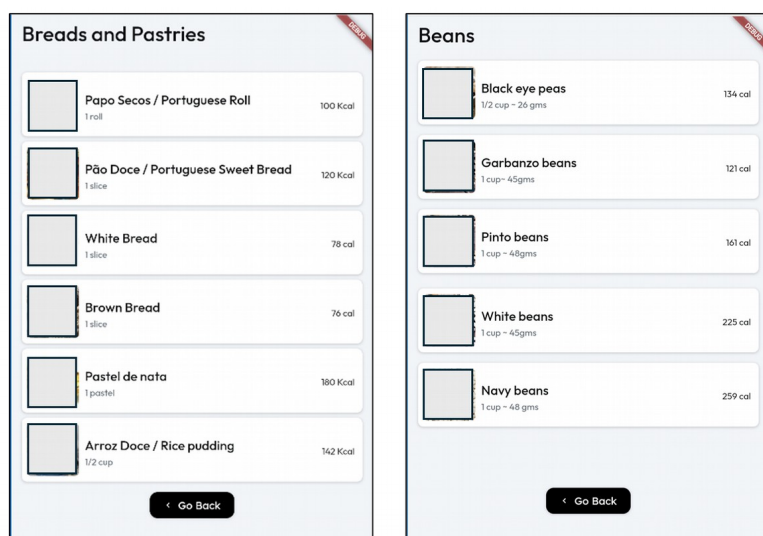 Breads and Pastries
DEBUG
Papo Secos / Portuguese Roll
1 roll
100 Kcal
Pão Doce / Portuguese Sweet Bread
1 slice
120 Kcal
White Bread
1 slice
78 cal
Brown Bread
1 slice
76 cal
Pastel de nata
1 pastel
180 Kcal
Arroz Doce / Rice pudding
1/2 cup
142 Kcal
Go Back
Beans
DEBUG
Black eye peas
1/2 cup ~ 26 gms
134 cal
Garbanzo beans
1 cup~ 45gms
121 cal
Pinto beans
1 cup ~ 48gms
161 cal
White beans
1 cup ~ 45gms
225 cal
Navy beans
1 cup ~ 48 gms
259 cal
Go Back